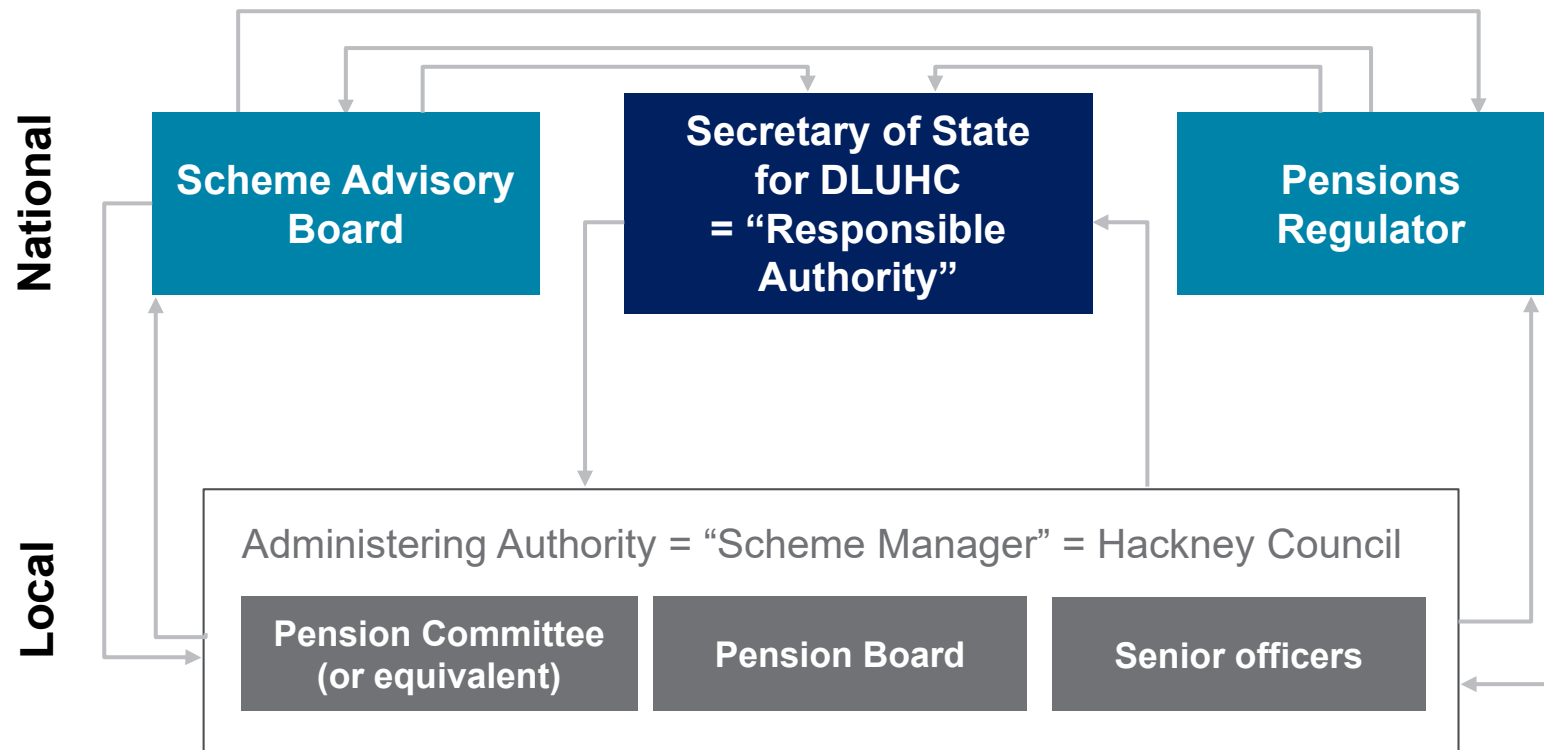 National
Scheme Advisory
Board
Secretary of State
for DLUHC
= “Responsible
Authority”
Pensions
Regulator
Local
Administering Authority = “Scheme Manager” = Hackney Council
Pension Committee
(or equivalent)
Pension Board
Senior officers